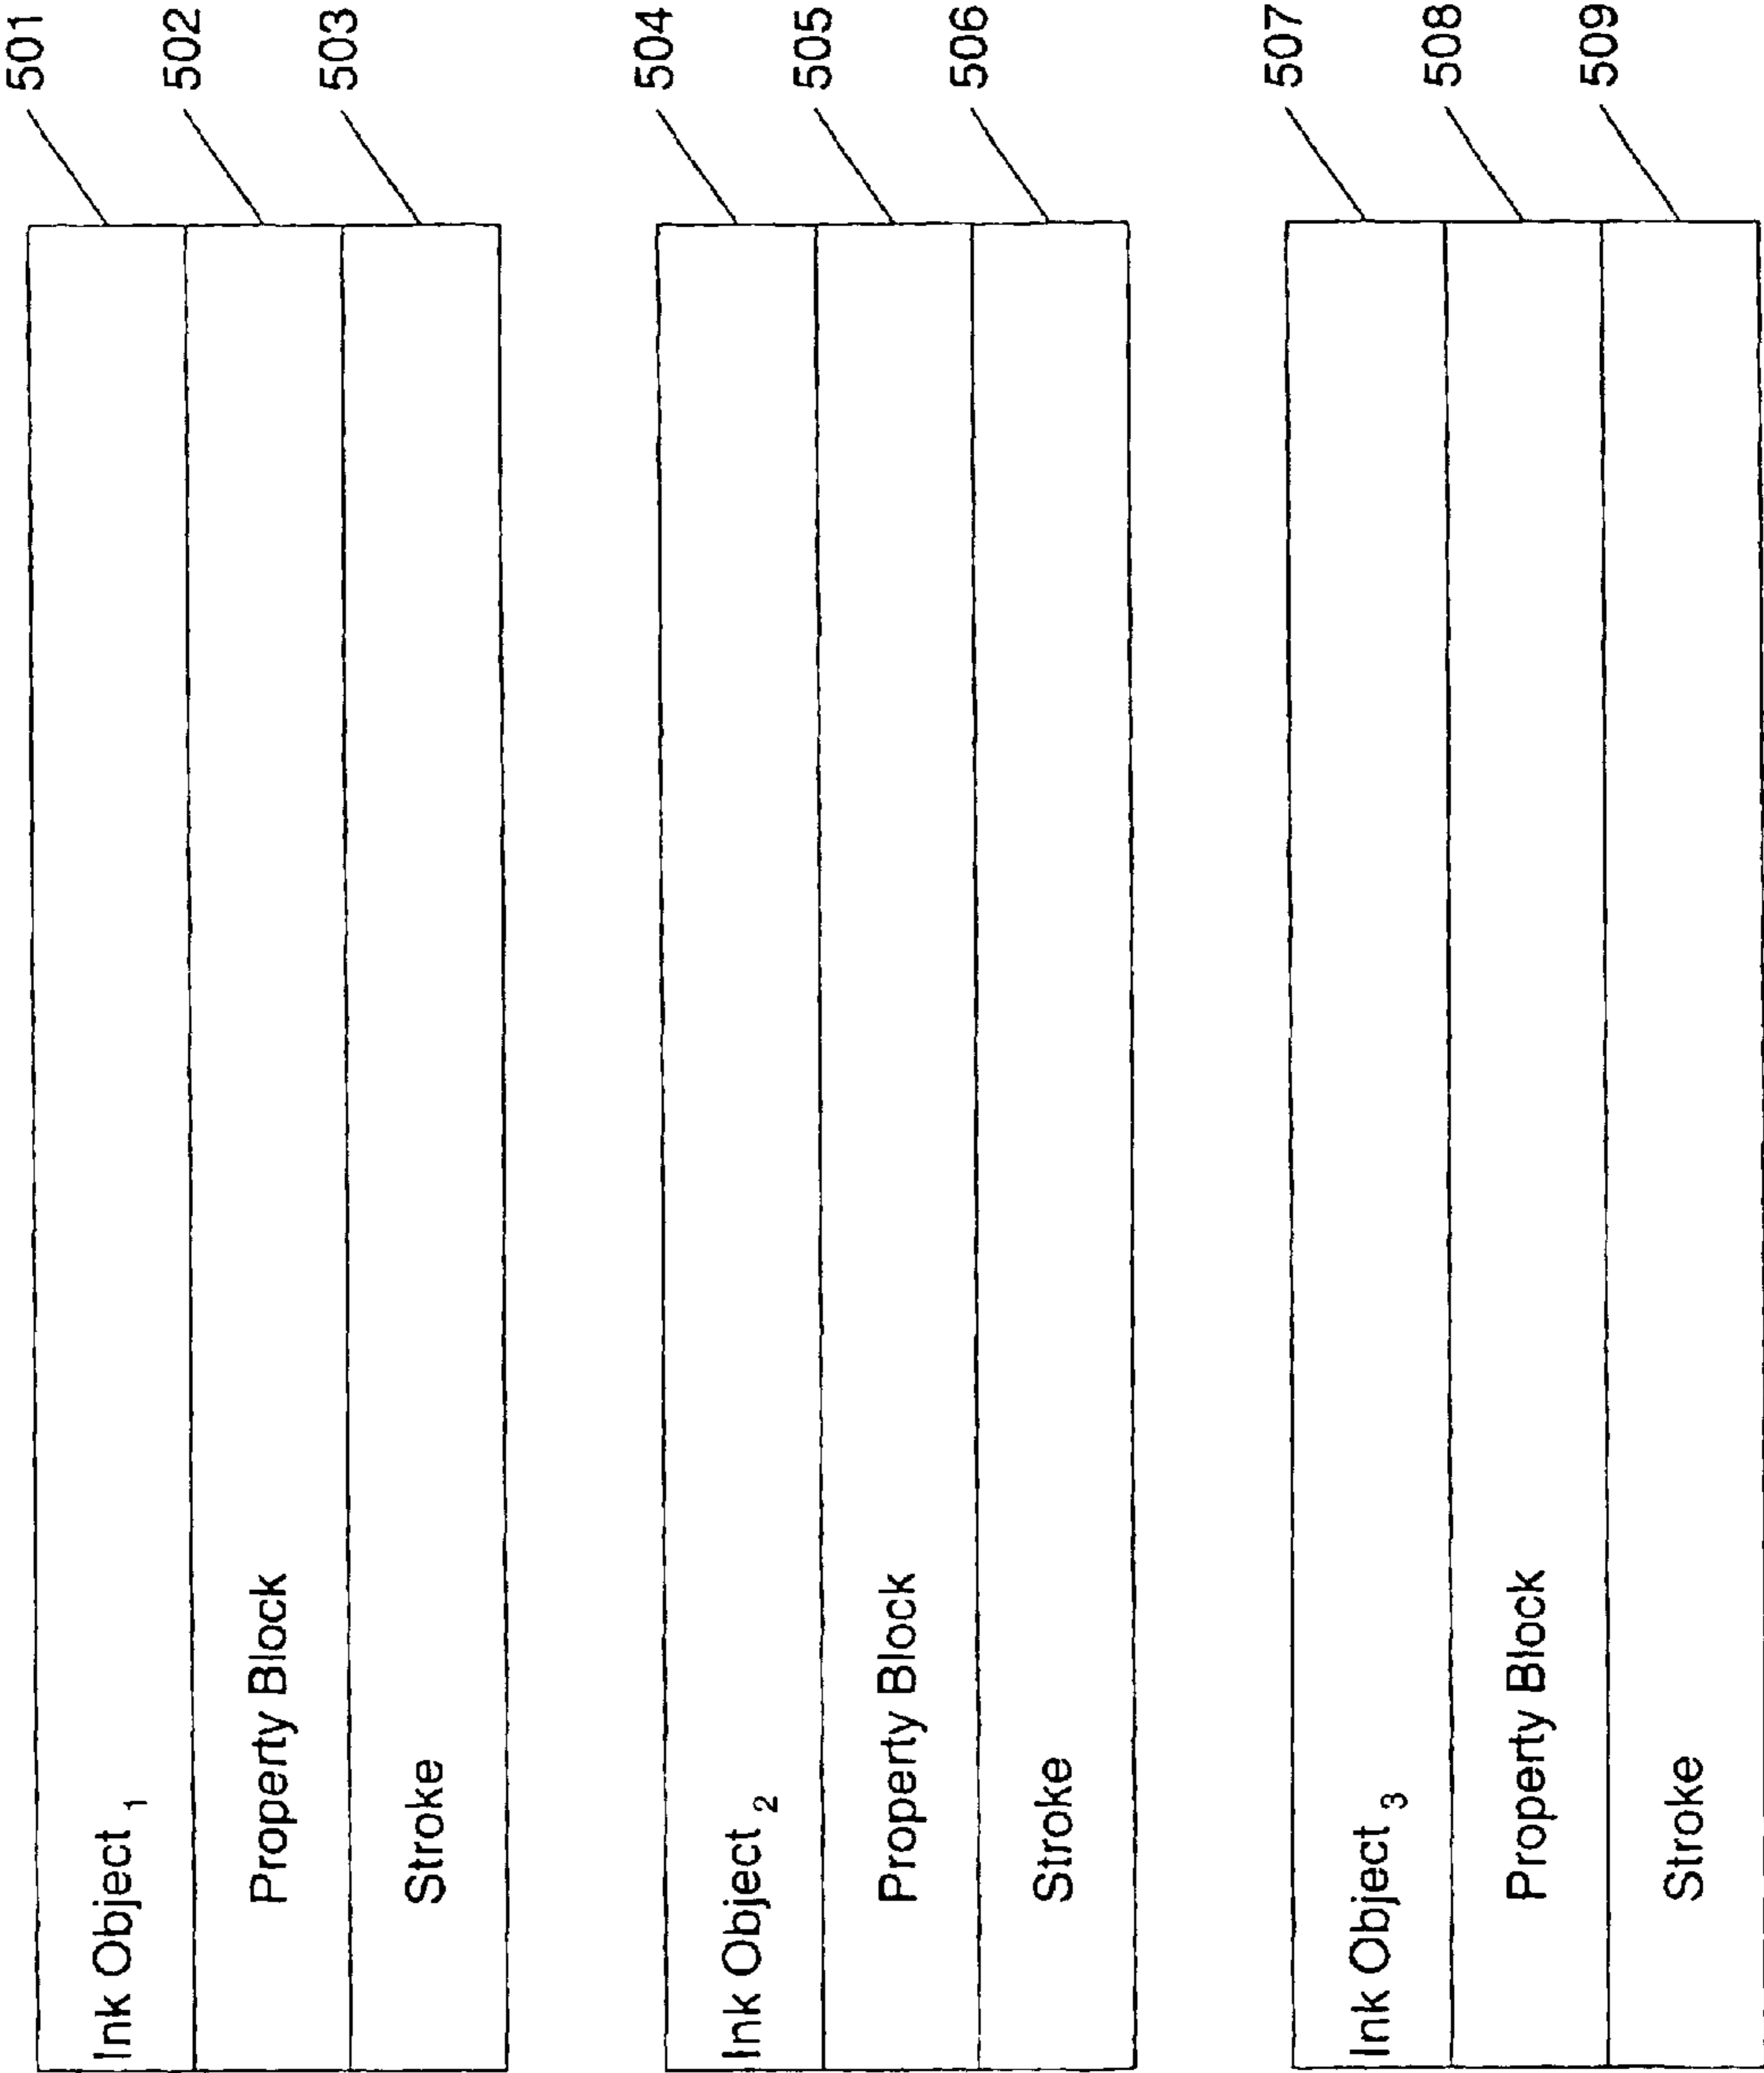 Ink Object 1 501
Property Block 502
Stroke 503
Ink Object 2 504
Property Block 505
Stroke 506
Ink Object 3 507
Property Block 508
Stroke 509